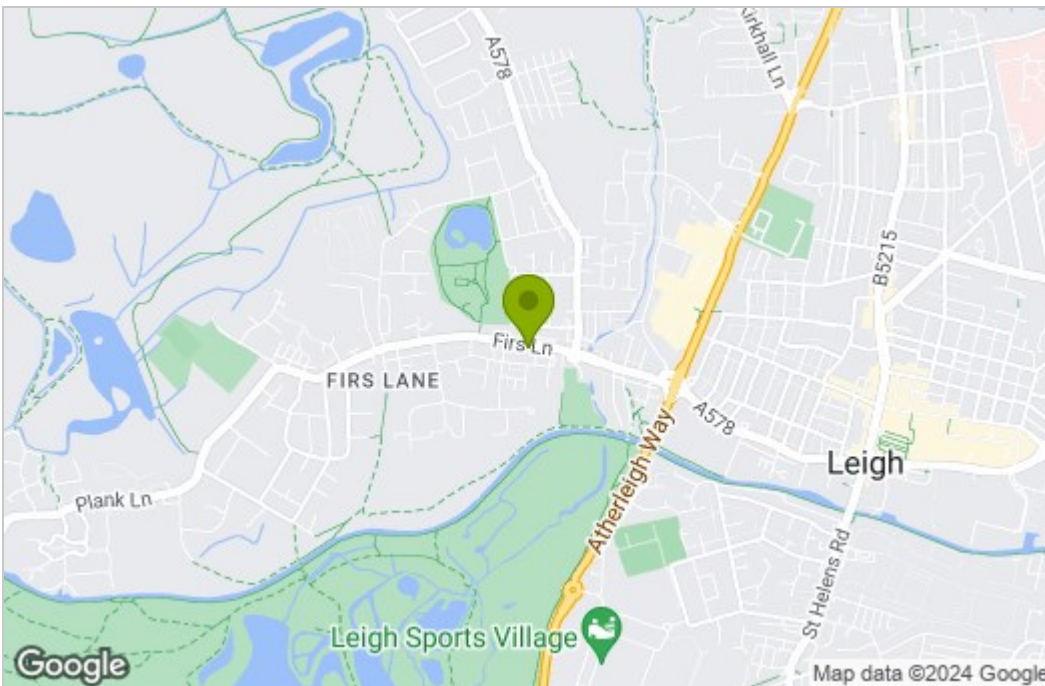 A578
Kirkhall Ln
B5215
Firs Ln
FIRS LANE
A578
Leigh
Atherleigh Way
Plank Ln
St Helens Rd
Leigh Sports Village
Google
Map data ©2024 Google